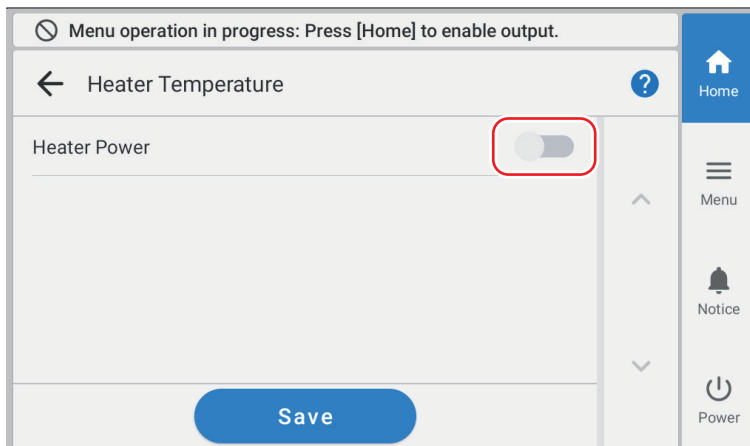 Menu operation in progress: Press [Home] to enable output.
Heater Temperature
?
Heater Power
Save
Home
Menu
Notice
Power